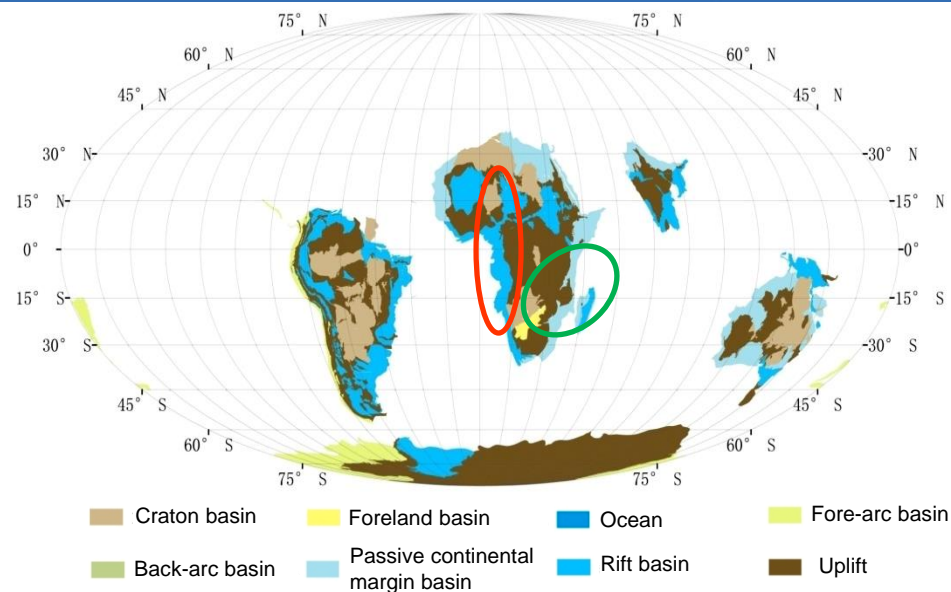 75° N 75° N
60° N 60° N
45° N 45° N
30° N 30° N
15° N 15° N
0° 0°
15° S 15° S
30° S 30° S
45° S 45° S
60° S 60° S
75° S 75° S
Craton basin Foreland basin Ocean Fore-arc basin
Back-arc basin Passive continental margin basin Rift basin Uplift